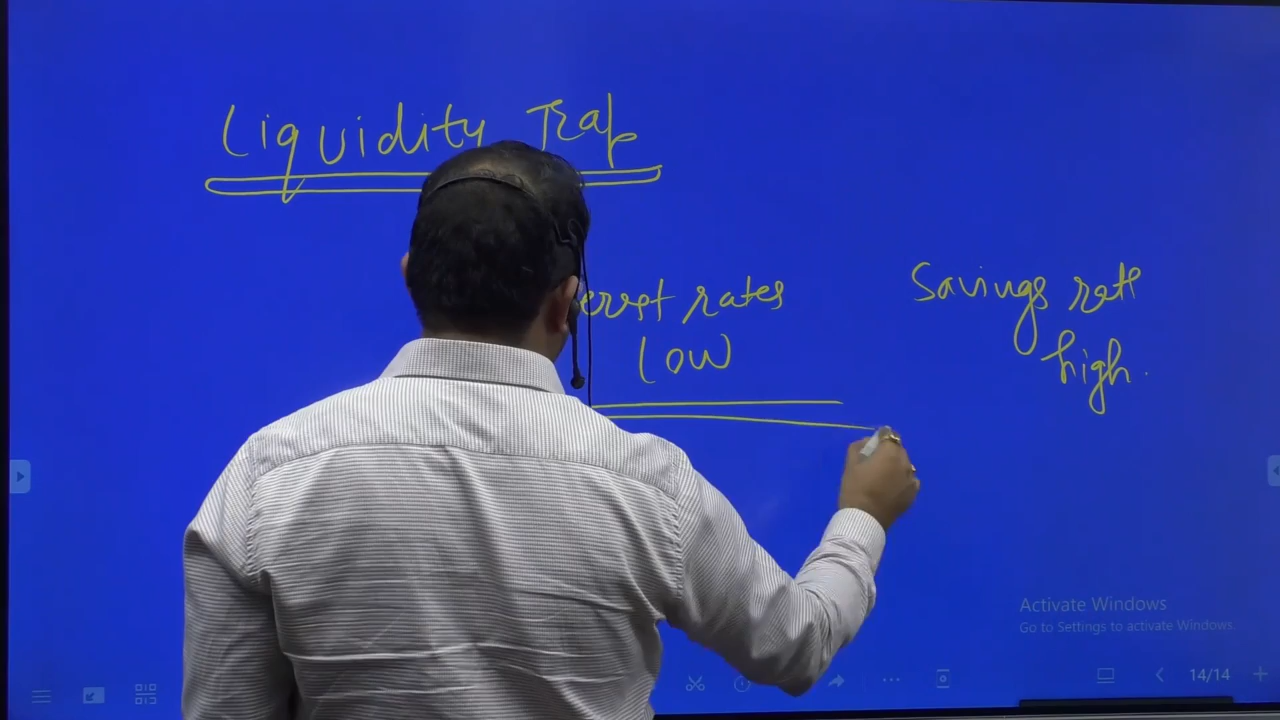 Liquidity Trap
rates Savings rate
low high.
Activate Windows
Go to Settings to activate Windows.
14/14